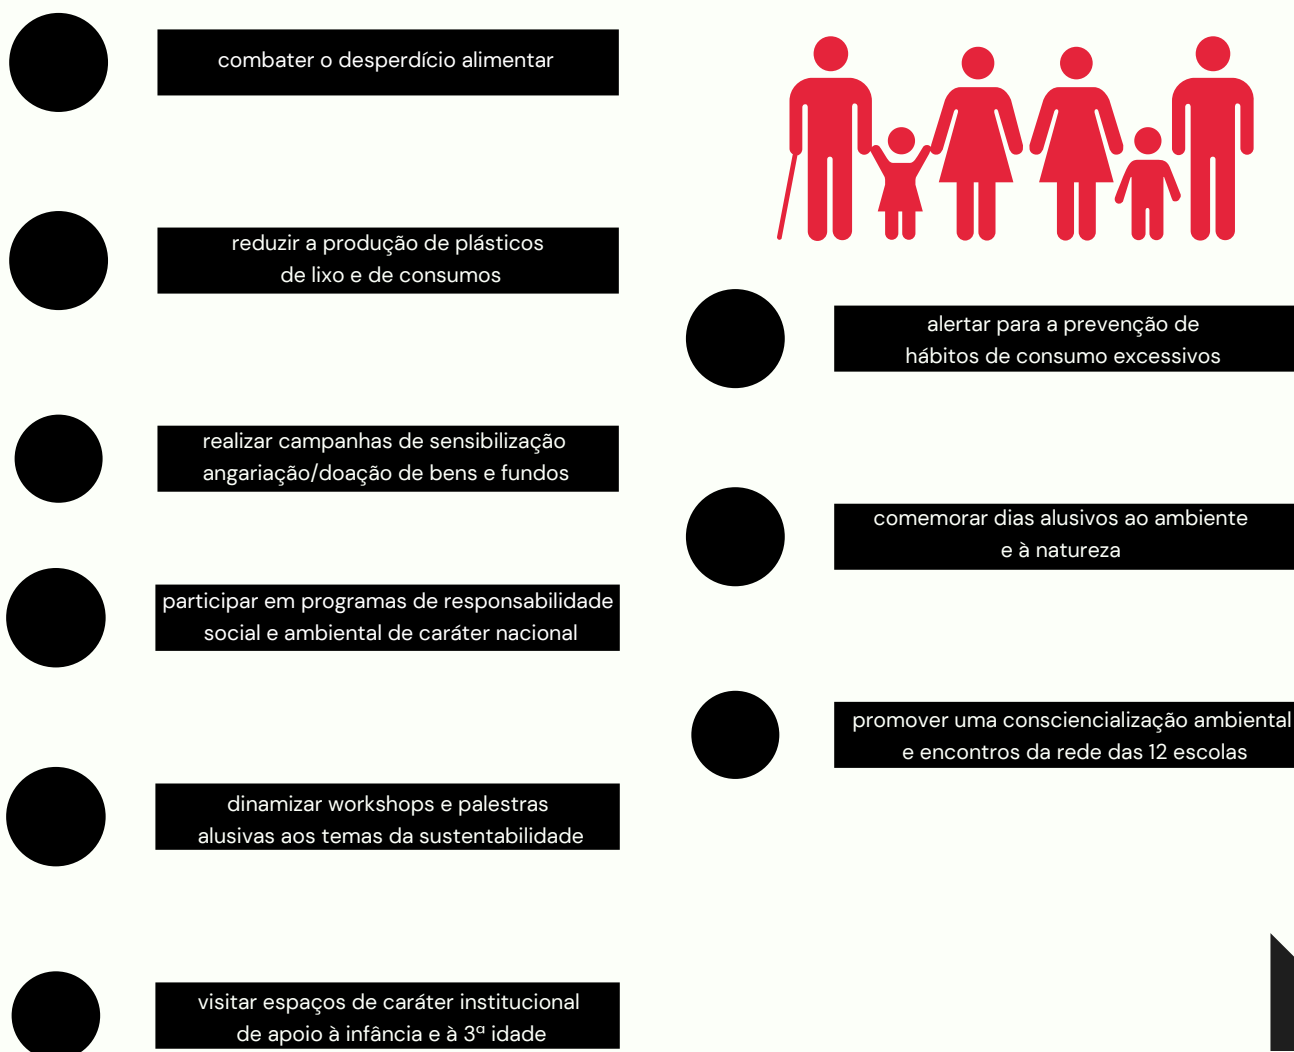 combater o desperdício alimentar
reduzir a produção de plásticos
de lixo e de consumos
realizar campanhas de sensibilização
angariação/doação de bens e fundos
participar em programas de responsabilidade
social e ambiental de caráter nacional
dinamizar workshops e palestras
alusivas aos temas da sustentabilidade
visitar espaços de caráter institucional
de apoio à infância e à 3ª idade
alertar para a prevenção de
hábitos de consumo excessivos
comemorar dias alusivos ao ambiente
e à natureza
promover uma consciencialização ambiental
e encontros da rede das 12 escolas